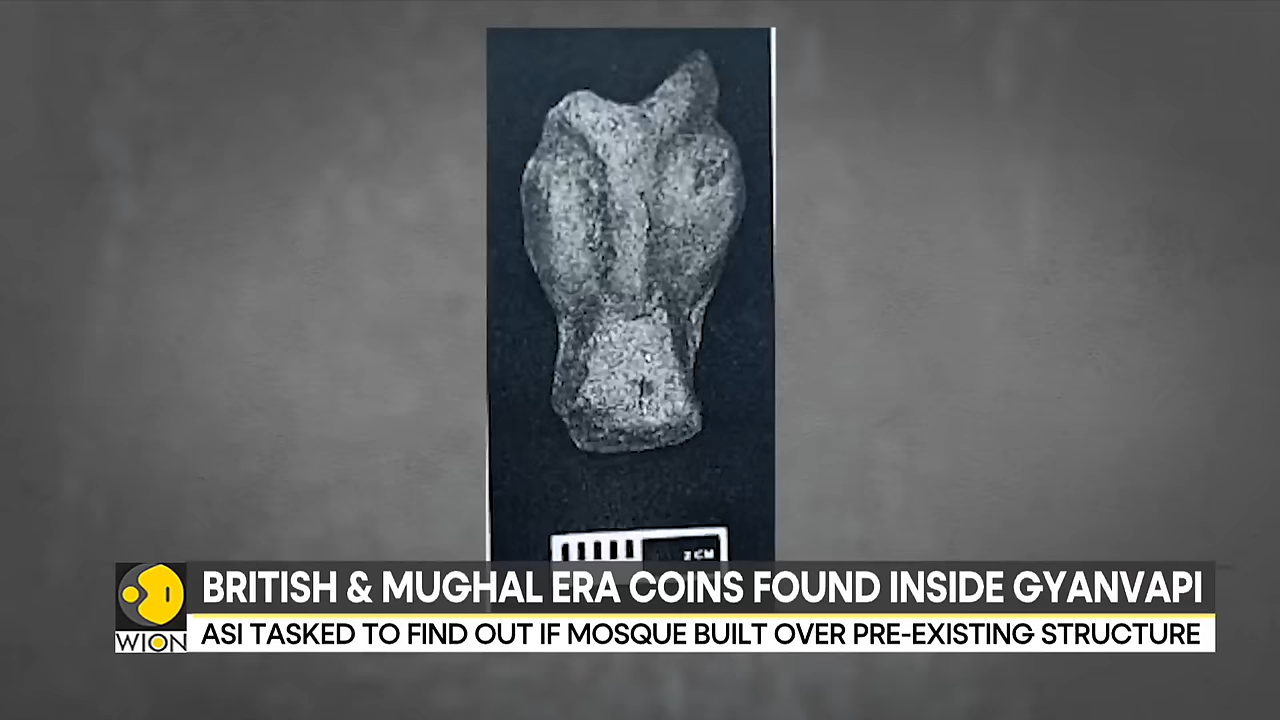 2 CM
BRITISH & MUGHAL ERA COINS FOUND INSIDE GYANVAPI
WION
ASI TASKED TO FIND OUT IF MOSQUE BUILT OVER PRE-EXISTING STRUCTURE